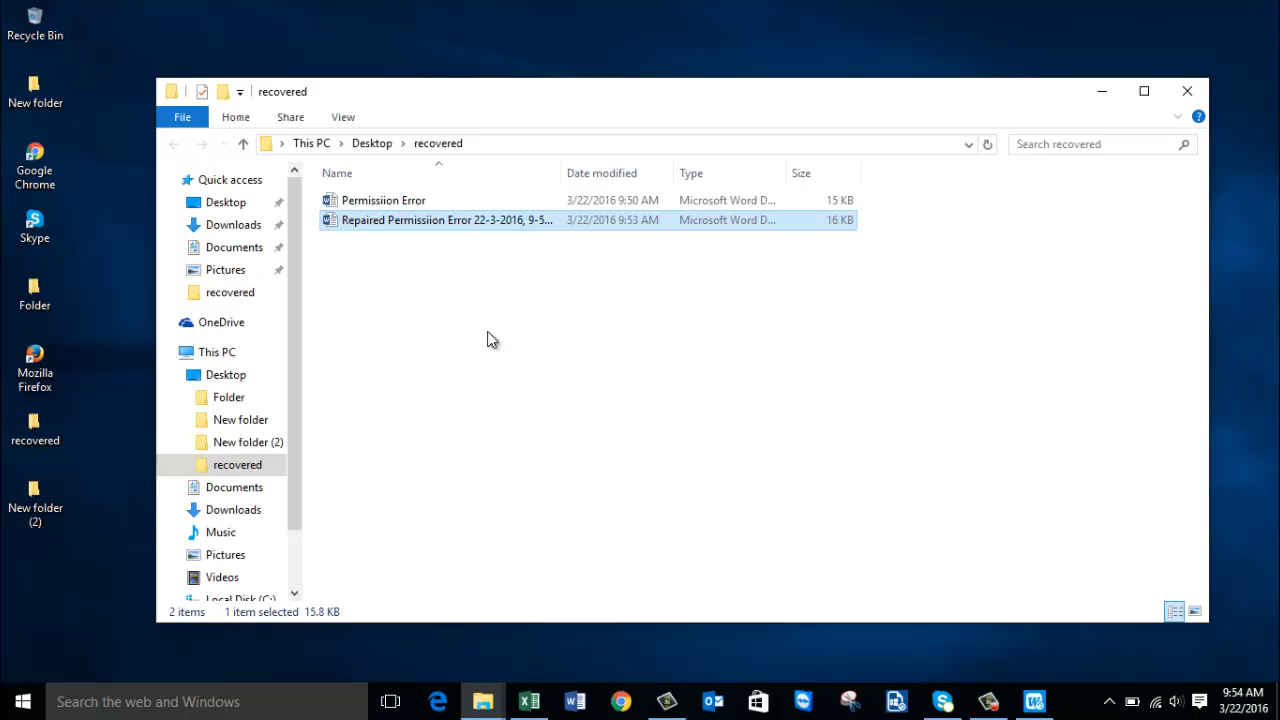 Recycle Bin
New folder
Google
Chrome
Skype
Folder
Mozilla
Firefox
recovered
New folder
(2)
recovered
File Home Share View
This PC Desktop recovered
Search recovered
Name Date modified Type Size
Permissiion Error 3/22/2016 9:50 AM Microsoft Word D... 15 KB
Repaired Permissiion Error 22-3-2016, 9-5... 3/22/2016 9:53 AM Microsoft Word D... 16 KB
Quick access
Desktop
Downloads
Documents
Pictures
recovered
OneDrive
This PC
Desktop
Folder
New folder
New folder (2)
recovered
Documents
Downloads
Music
Pictures
Videos
Local Disk (C:)
2 items 1 item selected 15.8 KB
Search the web and Windows
9:54 AM
3/22/2016